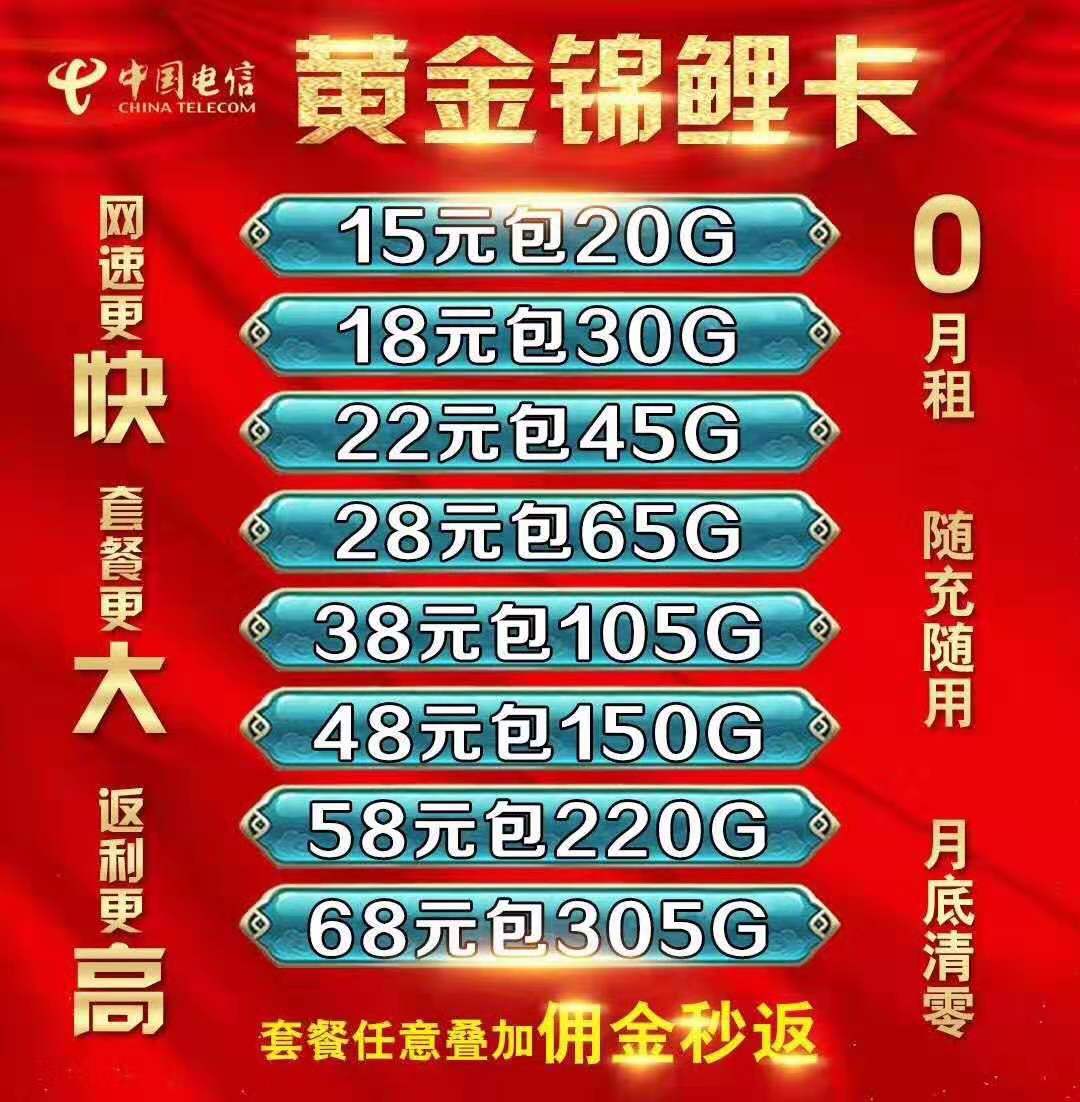 中国电信
CHINA TELECOM
黄金锦鲤卡
网速更快
套餐更大
返利更高
15元包20G
18元包30G
22元包45G
28元包65G
38元包105G
48元包150G
58元包220G
68元包305G
0月租
随充随用
月底清零
套餐任意叠加佣金秒返